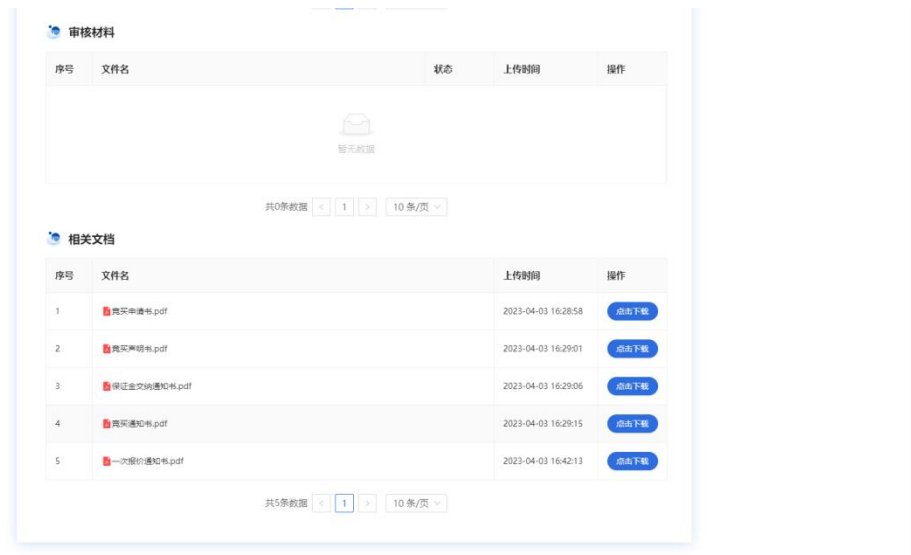 审核材料
序号 文件名 状态 上传时间 操作
暂无数据
共0条数据 < 1 > 10 条/页
相关文档
序号 文件名 上传时间 操作
1 竞买申请书.pdf 2023-04-03 16:28:58 点击下载
2 竞买声明书.pdf 2023-04-03 16:29:01 点击下载
3 保证金交纳通知书.pdf 2023-04-03 16:29:06 点击下载
4 竞买通知书.pdf 2023-04-03 16:29:15 点击下载
5 一次报价通知书.pdf 2023-04-03 16:42:13 点击下载
共5条数据 < 1 > 10 条/页